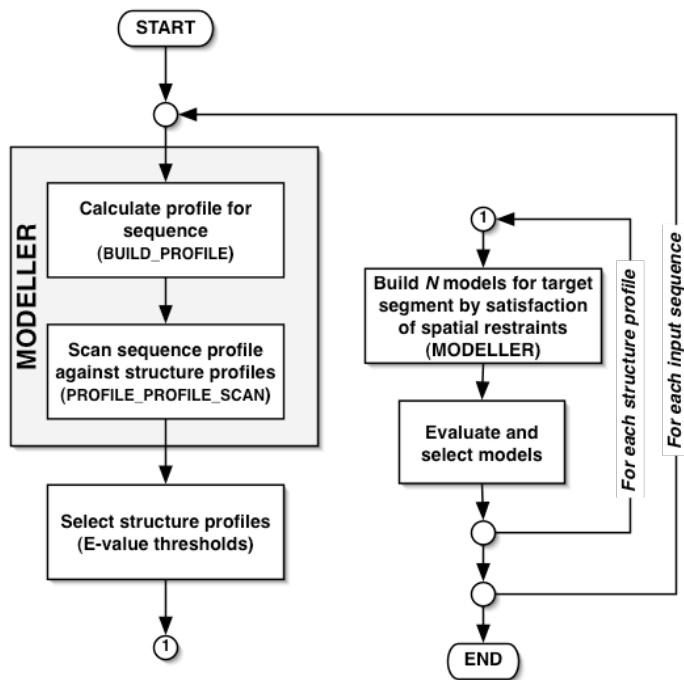 START
MODELLER
Calculate profile for
sequence
(BUILD_PROFILE)
Scan sequence profile
against structure profiles
(PROFILE_PROFILE_SCAN)
Select structure profiles
(E-value thresholds)
1
1
Build N models for target
segment by satisfaction
of spatial restraints
(MODELLER)
Evaluate and
select models
END
For each structure profile
For each input sequence